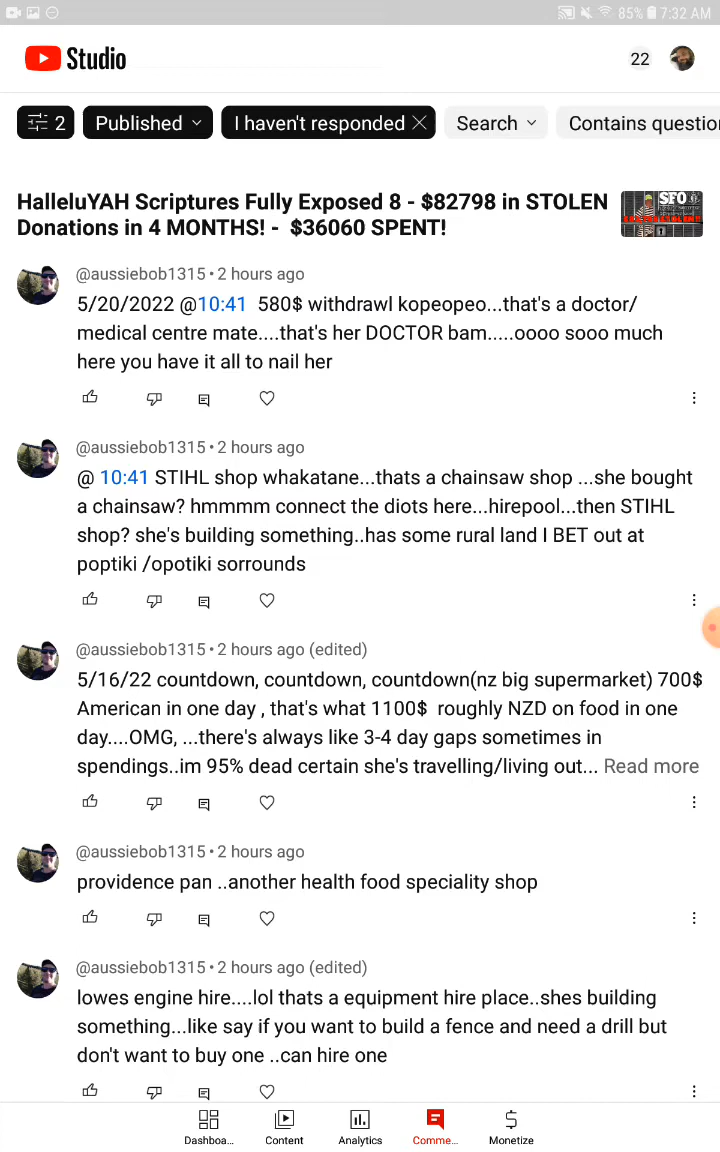 85% 7:32 AM
Studio
22
2 Published I haven't responded Search Contains question
HalleluYAH Scriptures Fully Exposed 8 - $82798 in STOLEN
Donations in 4 MONTHS! - $36060 SPENT!
SFO
@aussiebob1315 • 2 hours ago
5/20/2022 @10:41 580$ withdrawl kopeopeo...that's a doctor/
medical centre mate....that's her DOCTOR bam.....oooo sooo much
here you have it all to nail her
@aussiebob1315 • 2 hours ago
@ 10:41 STIHL shop whakatane...thats a chainsaw shop ...she bought
a chainsaw? hmmmm connect the diots here...hirepool...then STIHL
shop? she's building something..has some rural land I BET out at
poptiki /opotiki sorrounds
@aussiebob1315 • 2 hours ago (edited)
5/16/22 countdown, countdown, countdown(nz big supermarket) 700$
American in one day , that's what 1100$ roughly NZD on food in one
day....OMG, ...there's always like 3-4 day gaps sometimes in
spendings..im 95% dead certain she's travelling/living out... Read more
@aussiebob1315 • 2 hours ago
providence pan ..another health food speciality shop
@aussiebob1315 • 2 hours ago (edited)
lowes engine hire....lol thats a equipment hire place..shes building
something...like say if you want to build a fence and need a drill but
don't want to buy one ..can hire one
Dashboa... Content Analytics Comme... Monetize